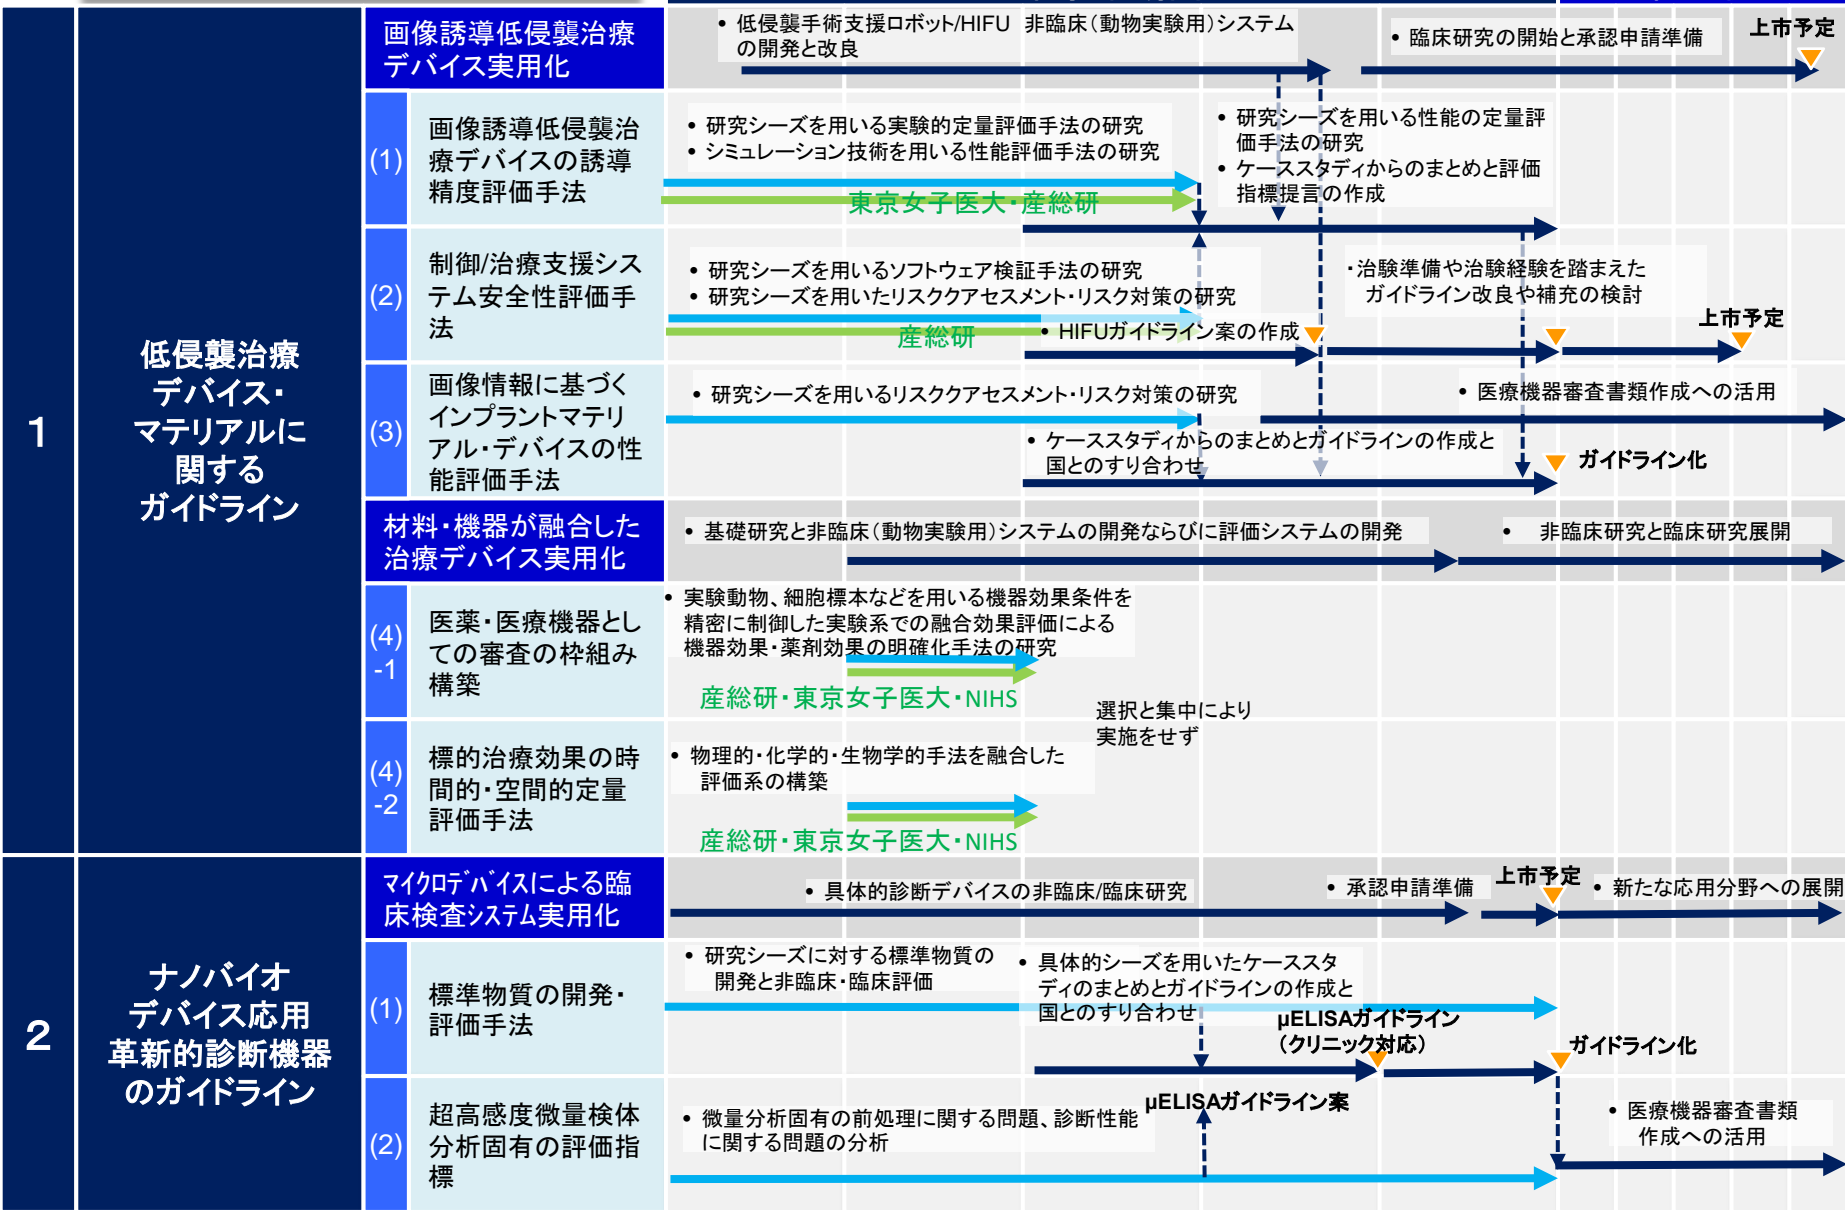 1
低侵襲治療
デバイス・
マテリアルに
関する
ガイドライン
画像誘導低侵襲治療
デバイス実用化
• 低侵襲手術支援ロボット/HIFU 非臨床(動物実験用)システム
の開発と改良
• 臨床研究の開始と承認申請準備
上市予定
(1)
画像誘導低侵襲治
療デバイスの誘導
精度評価手法
• 研究シーズを用いる実験的定量評価手法の研究
• シミュレーション技術を用いる性能評価手法の研究
東京女子医大・産総研
• 研究シーズを用いる性能の定量評
価手法の研究
• ケーススタディからのまとめと評価
指標提言の作成
(2)
制御/治療支援シス
テム安全性評価手
法
• 研究シーズを用いるソフトウェア検証手法の研究
• 研究シーズを用いたリスククアセスメント・リスク対策の研究
産総研
• HIFUガイドライン案の作成
・治験準備や治験経験を踏まえた
ガイドライン改良や補充の検討
上市予定
(3)
画像情報に基づく
インプラントマテリ
アル・デバイスの性
能評価手法
• 研究シーズを用いるリスククアセスメント・リスク対策の研究
• 医療機器審査書類作成への活用
• ケーススタディからのまとめとガイドラインの作成と
国とのすり合わせ
ガイドライン化
材料・機器が融合した
治療デバイス実用化
• 基礎研究と非臨床(動物実験用)システムの開発ならびに評価システムの開発
• 非臨床研究と臨床研究展開
(4)
-1
医薬・医療機器とし
ての審査の枠組み
構築
• 実験動物、細胞標本などを用いる機器効果条件を
精密に制御した実験系での融合効果評価による
機器効果・薬剤効果の明確化手法の研究
産総研・東京女子医大・NIHS
選択と集中により
実施をせず
(4)
-2
標的治療効果の時
間的・空間的定量
評価手法
• 物理的・化学的・生物学的手法を融合した
評価系の構築
産総研・東京女子医大・NIHS
2
ナノバイオ
デバイス応用
革新的診断機器
のガイドライン
ﾏｲｸﾛﾃﾞﾊﾞｲｽによる臨
床検査ｼｽﾃﾑ実用化
• 具体的診断デバイスの非臨床/臨床研究
• 承認申請準備
上市予定
• 新たな応用分野への展開
(1)
標準物質の開発・
評価手法
• 研究シーズに対する標準物質の
開発と非臨床・臨床評価
• 具体的シーズを用いたケーススタ
ディのまとめとガイドラインの作成と
国とのすり合わせ
μELISAガイドライン
(クリニック対応)
ガイドライン化
μELISAガイドライン案
(2)
超高感度微量検体
分析固有の評価指
標
• 微量分析固有の前処理に関する問題、診断性能
に関する問題の分析
• 医療機器審査書類
作成への活用